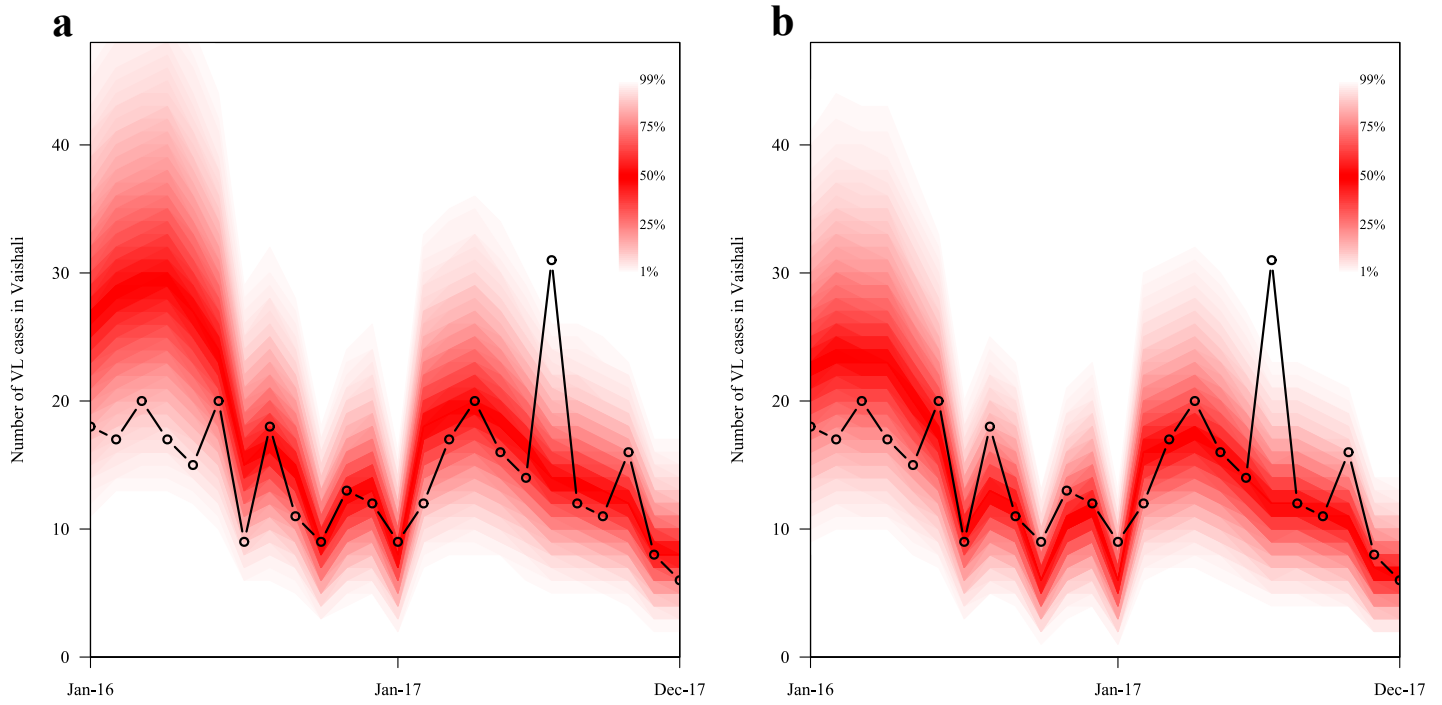 a
Number of VL cases in Vaishali
40
30
20
10
0
Jan-16
Jan-17
Dec-17
99%
75%
50%
25%
1%
b
Number of VL cases in Vaishali
40
30
20
10
0
Jan-16
Jan-17
Dec-17
99%
75%
50%
25%
1%